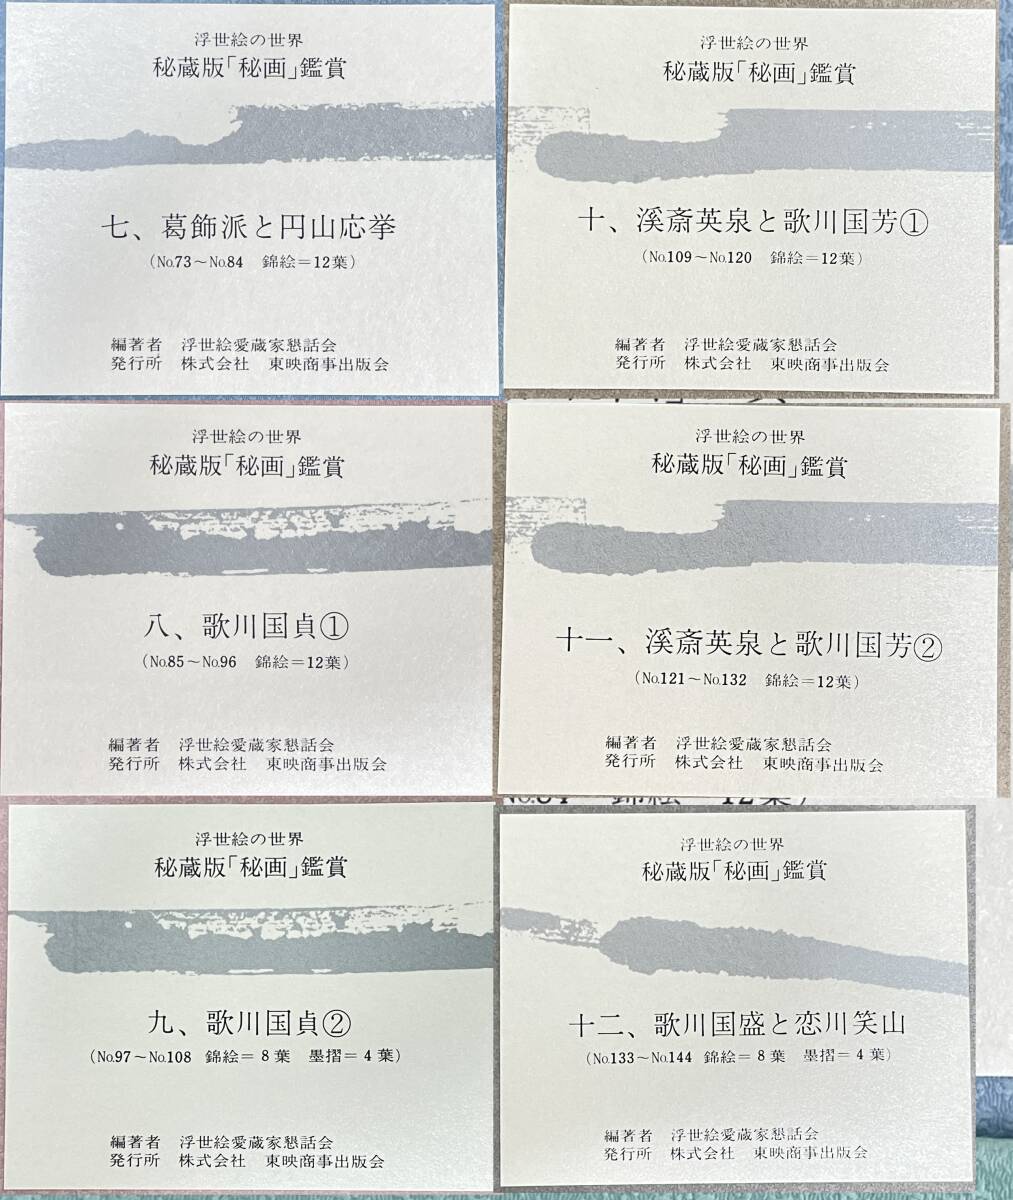 浮世絵の世界
秘蔵版「秘画」鑑賞
七、葛飾派と円山応挙
(No.73〜No.84 錦絵=12葉)
編著者 浮世絵愛蔵家懇話会
発行所 株式会社 東映商事出版会
浮世絵の世界
秘蔵版「秘画」鑑賞
八、歌川国貞①
(No.85〜No.96 錦絵=12葉)
編著者 浮世絵愛蔵家懇話会
発行所 株式会社 東映商事出版会
浮世絵の世界
秘蔵版「秘画」鑑賞
九、歌川国貞②
(No.97〜No.108 錦絵=8葉 墨摺=4葉)
編著者 浮世絵愛蔵家懇話会
発行所 株式会社 東映商事出版会
浮世絵の世界
秘蔵版「秘画」鑑賞
十、溪斎英泉と歌川国芳①
(No.109〜No.120 錦絵=12葉)
編著者 浮世絵愛蔵家懇話会
発行所 株式会社 東映商事出版会
浮世絵の世界
秘蔵版「秘画」鑑賞
十一、溪斎英泉と歌川国芳②
(No.121〜No.132 錦絵=12葉)
編著者 浮世絵愛蔵家懇話会
発行所 株式会社 東映商事出版会
No.84 錦絵 12葉)
浮世絵の世界
秘蔵版「秘画」鑑賞
十二、歌川国盛と恋川笑山
(No.133〜No.144 錦絵=8葉 墨摺=4葉)
編著者 浮世絵愛蔵家懇話会
発行所 株式会社 東映商事出版会